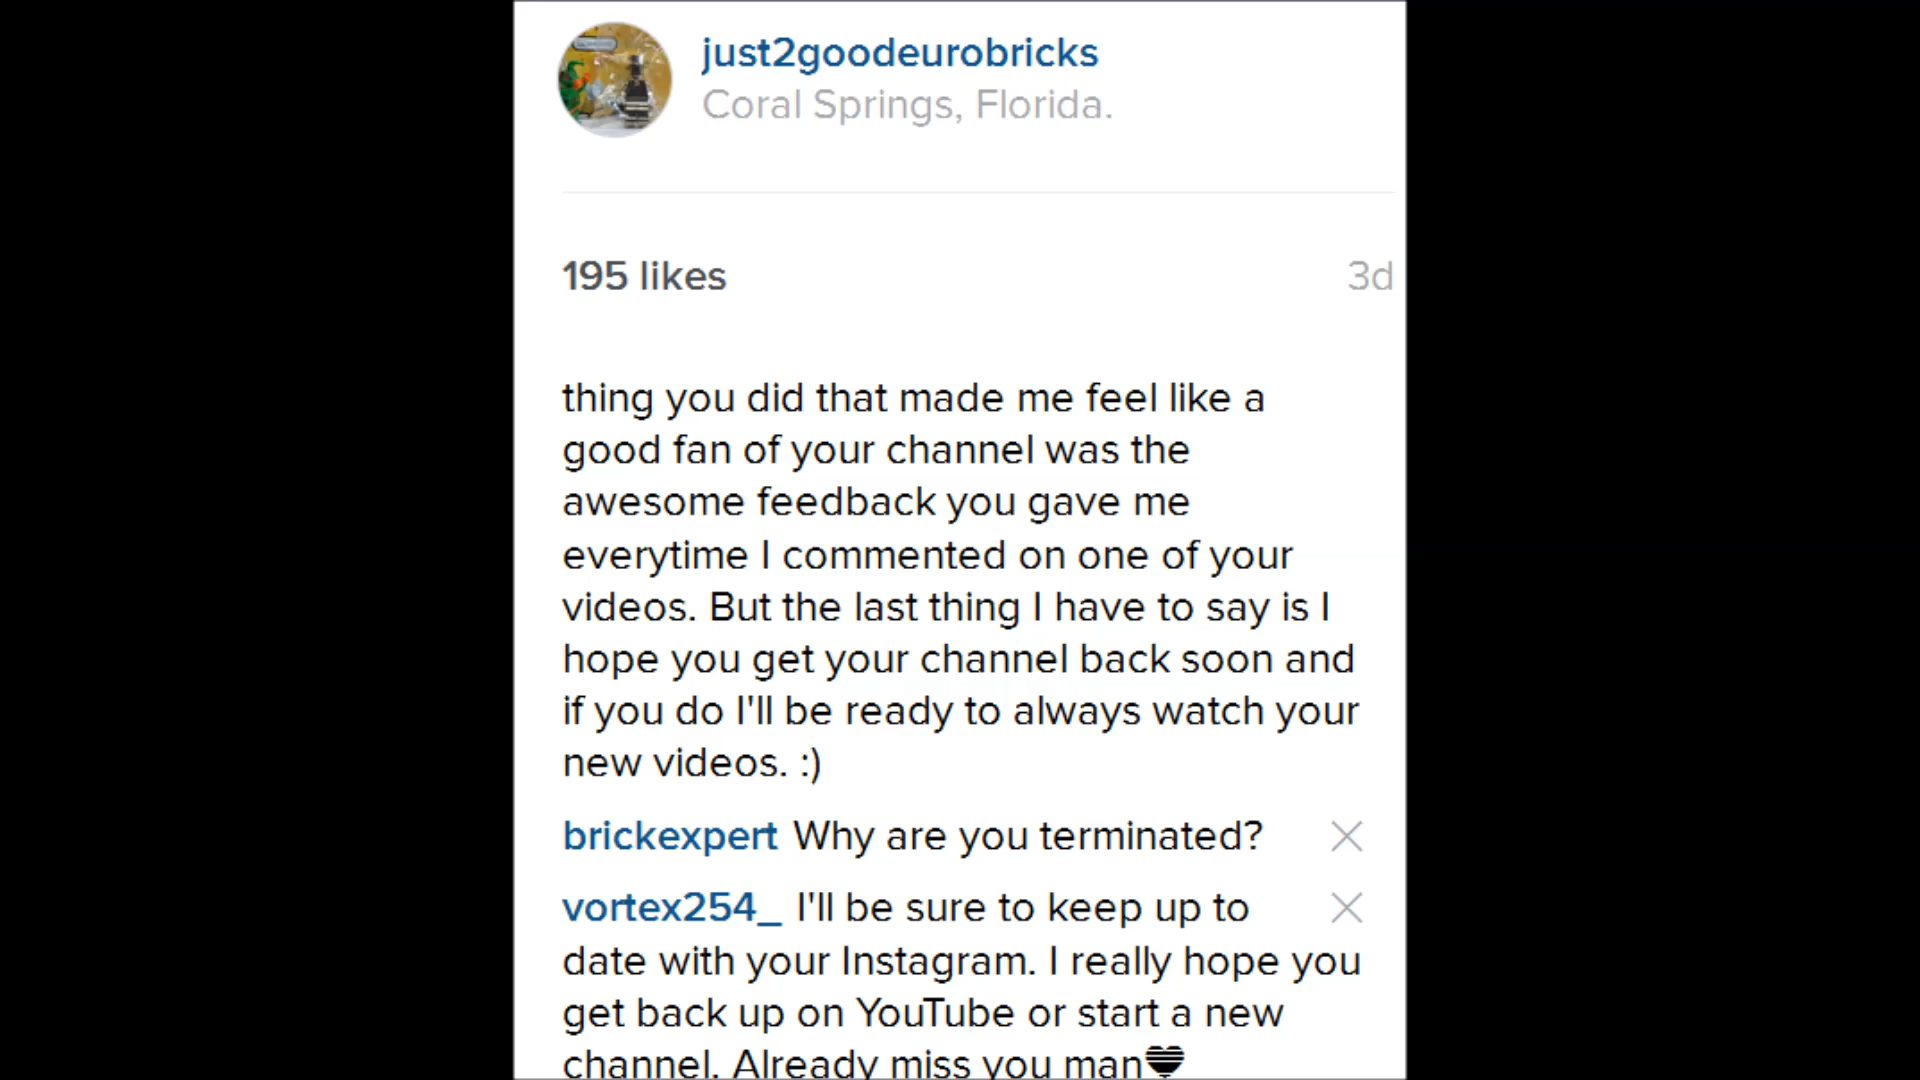 just2goodeurobricks
Coral Springs, Florida.
195 likes 3d
thing you did that made me feel like a
good fan of your channel was the
awesome feedback you gave me
everytime I commented on one of your
videos. But the last thing I have to say is I
hope you get your channel back soon and
if you do I'll be ready to always watch your
new videos. :)
brickexpert Why are you terminated?
vortex254_ I'll be sure to keep up to
date with your Instagram. I really hope you
get back up on YouTube or start a new
channel. Already miss you man🖤